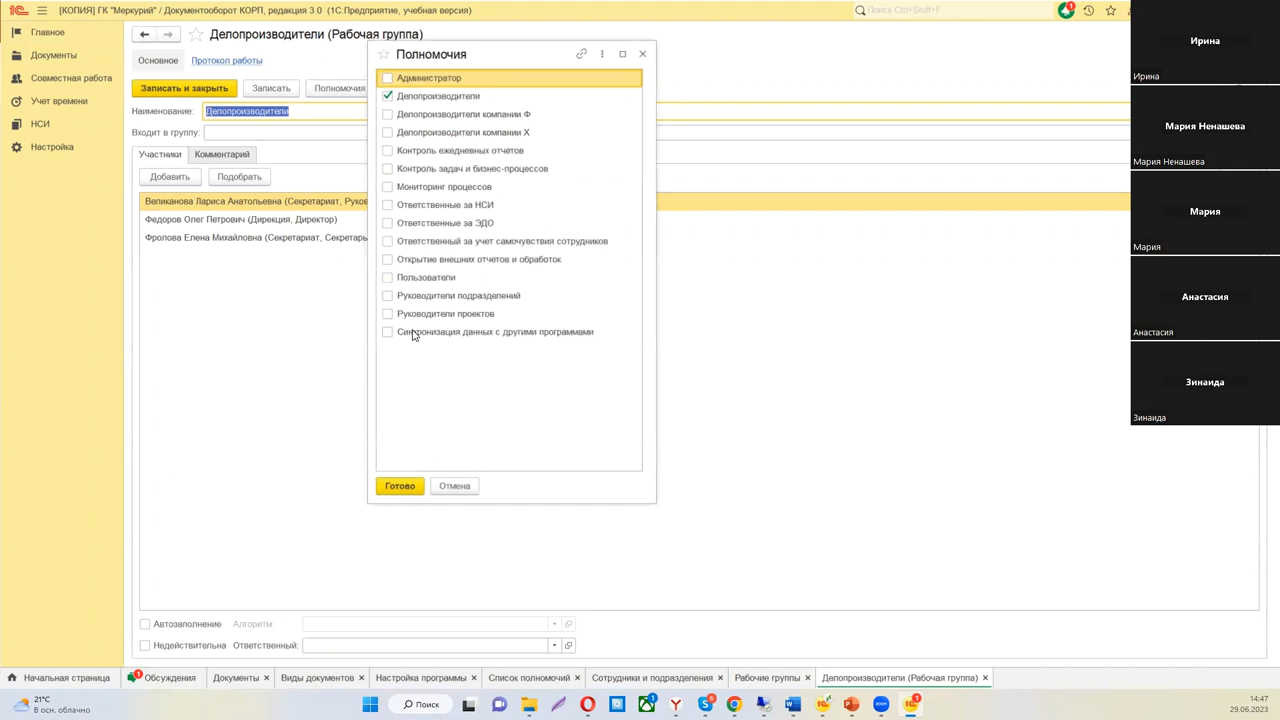 [КОПИЯ] ГК "Меркурий" / Документооборот КОРП, редакция 3.0 (1С:Предприятие, учебная версия)
Поиск Ctrl+Shift+F
1
Главное
Документы
Совместная работа
Учет времени
НСИ
Настройка
Делопроизводители (Рабочая группа)
Основное
Протокол работы
Записать и закрыть
Записать
Полномочия
Наименование:
Делопроизводители
Входит в группу:
Участники
Комментарий
Добавить
Подобрать
Великанова Лариса Анатольевна (Секретариат, Руков
Федоров Олег Петрович (Дирекция, Директор)
Фролова Елена Михайловна (Секретариат, Секретарь
Автозаполнение
Алгоритм:
Недействительна
Ответственный:
Полномочия
Администратор
Делопроизводители
Делопроизводители компании Ф
Делопроизводители компании Х
Контроль ежедневных отчетов
Контроль задач и бизнес-процессов
Мониторинг процессов
Ответственные за НСИ
Ответственные за ЭДО
Ответственный за учет самочувствия сотрудников
Открытие внешних отчетов и обработок
Пользователи
Руководители подразделений
Руководители проектов
Синхронизация данных с другими программами
Готово
Отмена
Ирина
Ирина
Мария Ненашева
Мария Ненашева
Мария
Мария
Анастасия
Анастасия
Зинаида
Зинаида
Начальная страница
1
Обсуждения
Документы
Виды документов
Настройка программы
Список полномочий
Сотрудники и подразделения
Рабочие группы
Делопроизводители (Рабочая группа)
21°C
В осн. облачно
Поиск
14:47
29.06.2023